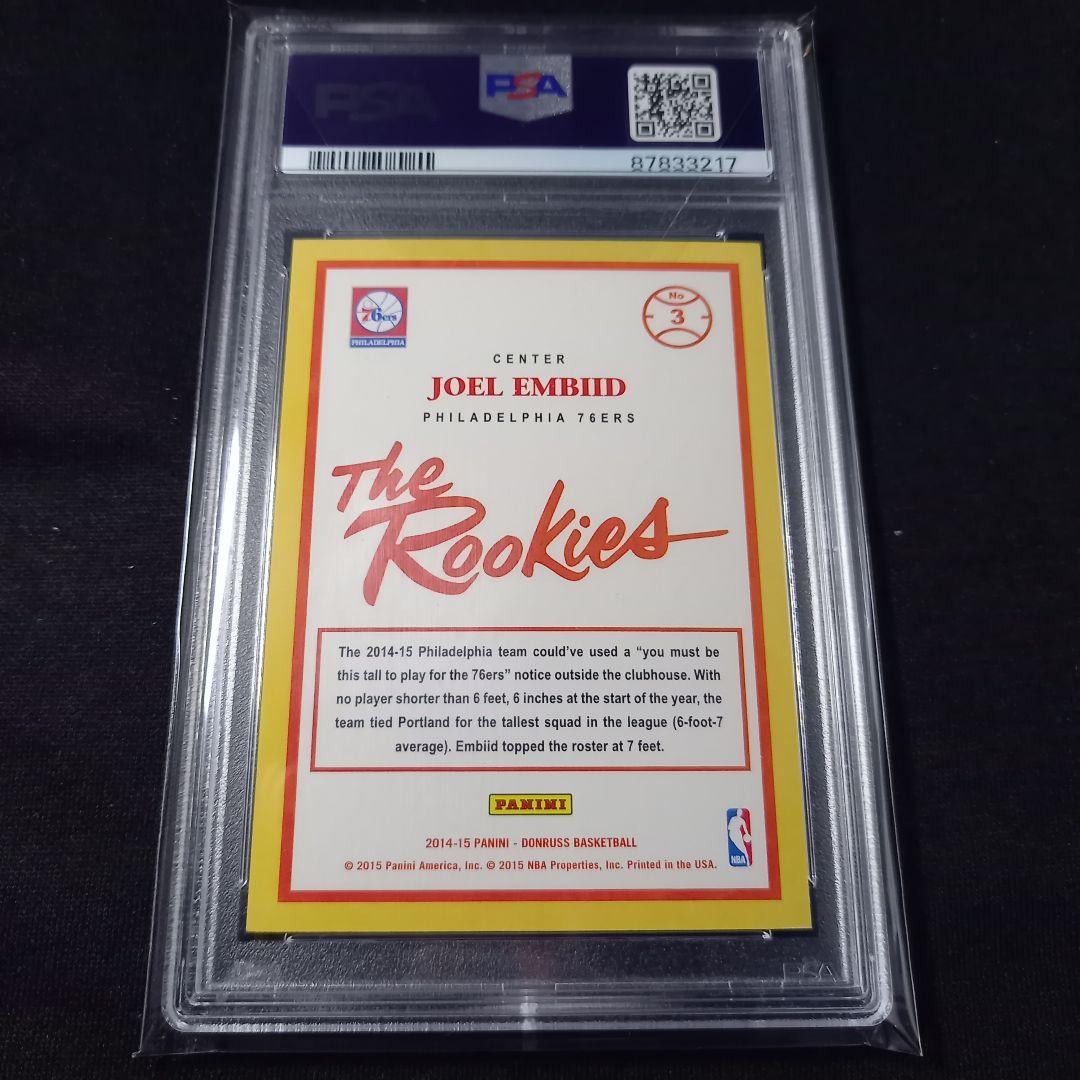 PSA
PSA
87833217
76ers
PHILADELPHIA
No
3
CENTER
JOEL EMBIID
PHILADELPHIA 76ERS
The
Rookies
The 2014-15 Philadelphia team could've used a “you must be
this tall to play for the 76ers” notice outside the clubhouse. With
no player shorter than 6 feet, 6 inches at the start of the year, the
team tied Portland for the tallest squad in the league (6-foot-7
average). Embiid topped the roster at 7 feet.
PANINI
2014-15 PANINI - DONRUSS BASKETBALL
© 2015 Panini America, Inc. © 2015 NBA Properties, Inc. Printed in the USA.
NBA
PSA